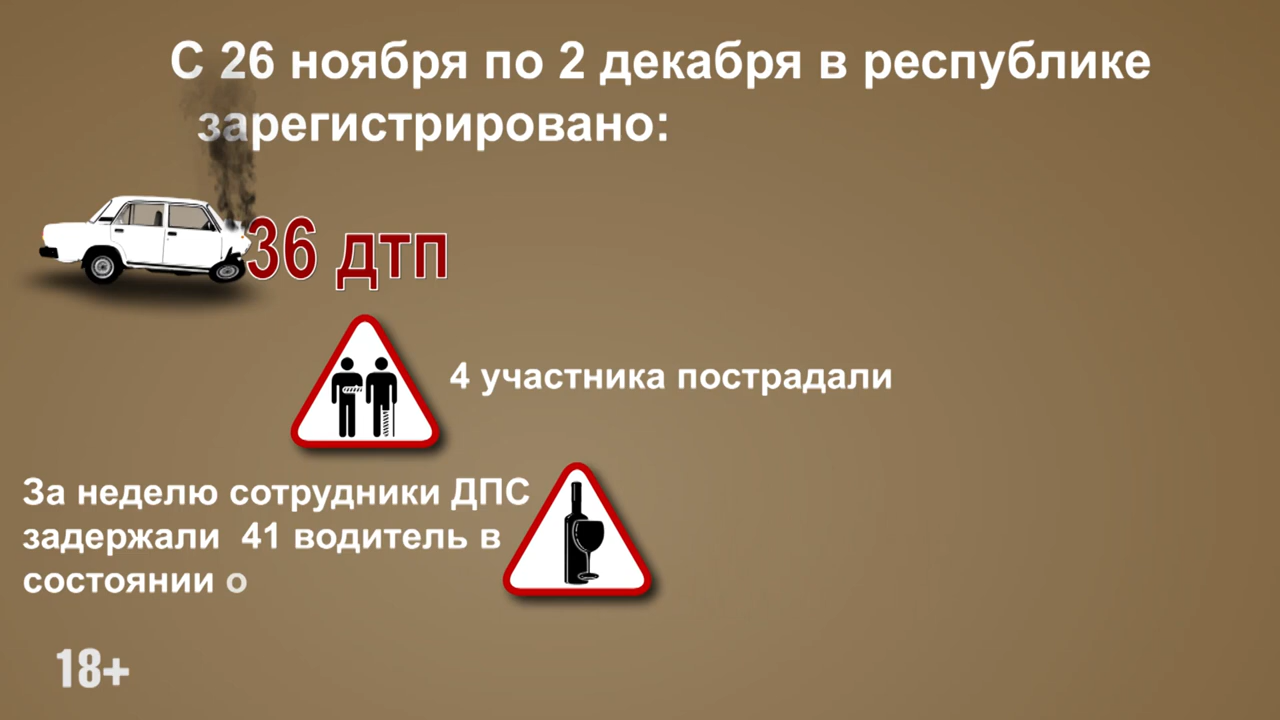 С 26 ноября по 2 декабря в республике
зарегистрировано:
36 ДТП
4 участника пострадали
За неделю сотрудники ДПС
задержали 41 водитель в
состоянии о
18+